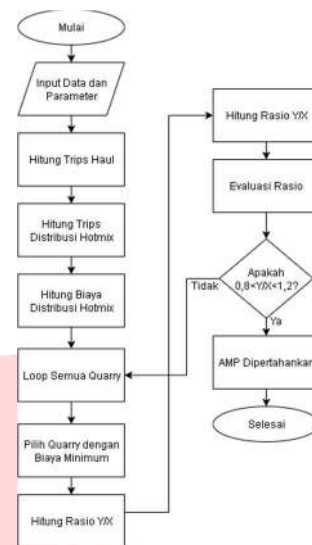 Mulai
Input Data dan
Parameter
Hitung Trips Haul
Hitung Trips
Distribusi Hotmix
Hitung Biaya
Distribusi Hotmix
Loop Semua Quarry
Pilih Quarry dengan
Biaya Minimum
Hitung Rasio Y/X
Hitung Rasio Y/X
Evaluasi Rasio
Apakah
0,8<Y/X<1,2?
Tidak
Ya
AMP Dipertahankan
Selesai